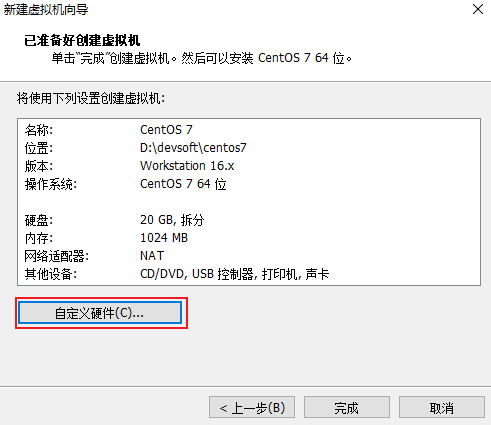 新建虚拟机向导
已准备好创建虚拟机
单击“完成”创建虚拟机。然后可以安装 CentOS 7 64 位。
将使用下列设置创建虚拟机:
名称: CentOS 7
位置: D:\devsoft\centos7
版本: Workstation 16.x
操作系统: CentOS 7 64 位
硬盘: 20 GB, 拆分
内存: 1024 MB
网络适配器: NAT
其他设备: CD/DVD, USB 控制器, 打印机, 声卡
自定义硬件(C)...
< 上一步(B) 完成 取消